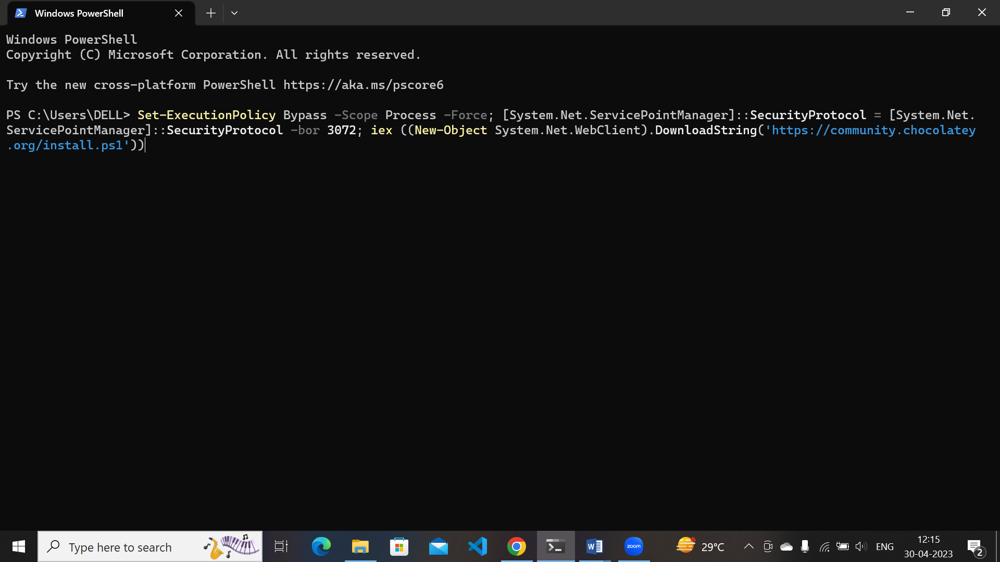 Windows PowerShell
Windows PowerShell
Copyright (C) Microsoft Corporation. All rights reserved.
Try the new cross-platform PowerShell https://aka.ms/pscore6
PS C:\Users\DELL> Set-ExecutionPolicy Bypass -Scope Process -Force; [System.Net.ServicePointManager]::SecurityProtocol = [System.Net.
ServicePointManager]::SecurityProtocol -bor 3072; iex ((New-Object System.Net.WebClient).DownloadString('https://community.chocolatey
.org/install.ps1'))
Type here to search
W
zoom
29°C
ENG
12:15
30-04-2023
2